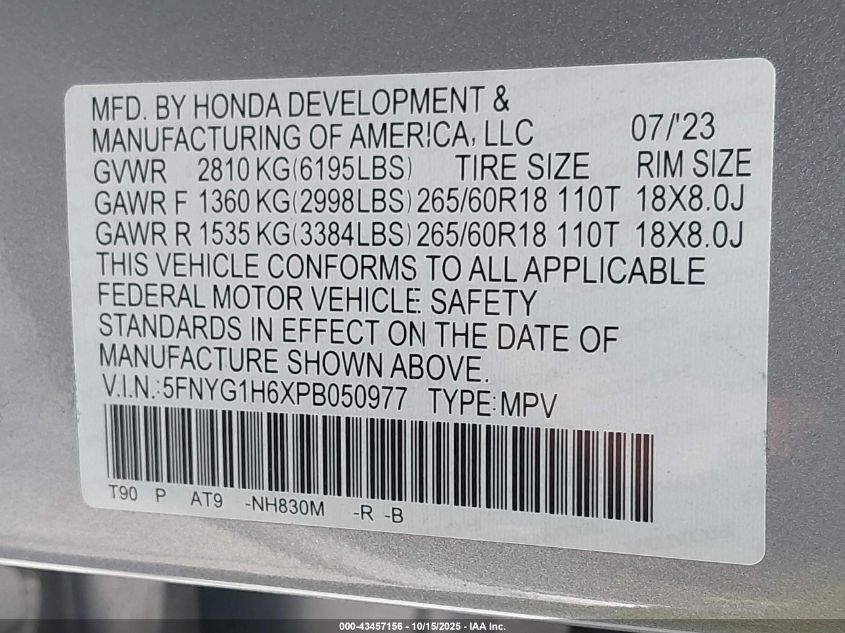 MFD. BY HONDA DEVELOPMENT &
MANUFACTURING OF AMERICA, LLC 07/'23
GVWR 2810 KG(6195LBS) TIRE SIZE RIM SIZE
GAWR F 1360 KG(2998LBS) 265/60R18 110T 18X8.0J
GAWR R 1535 KG(3384LBS) 265/60R18 110T 18X8.0J
THIS VEHICLE CONFORMS TO ALL APPLICABLE
FEDERAL MOTOR VEHICLE SAFETY
STANDARDS IN EFFECT ON THE DATE OF
MANUFACTURE SHOWN ABOVE.
V.I.N.:5FNYG1H6XPB050977 TYPE:MPV
T90 P AT9 -NH830M -R -B
000-43457156 - 10/15/2025 - IAA Inc.